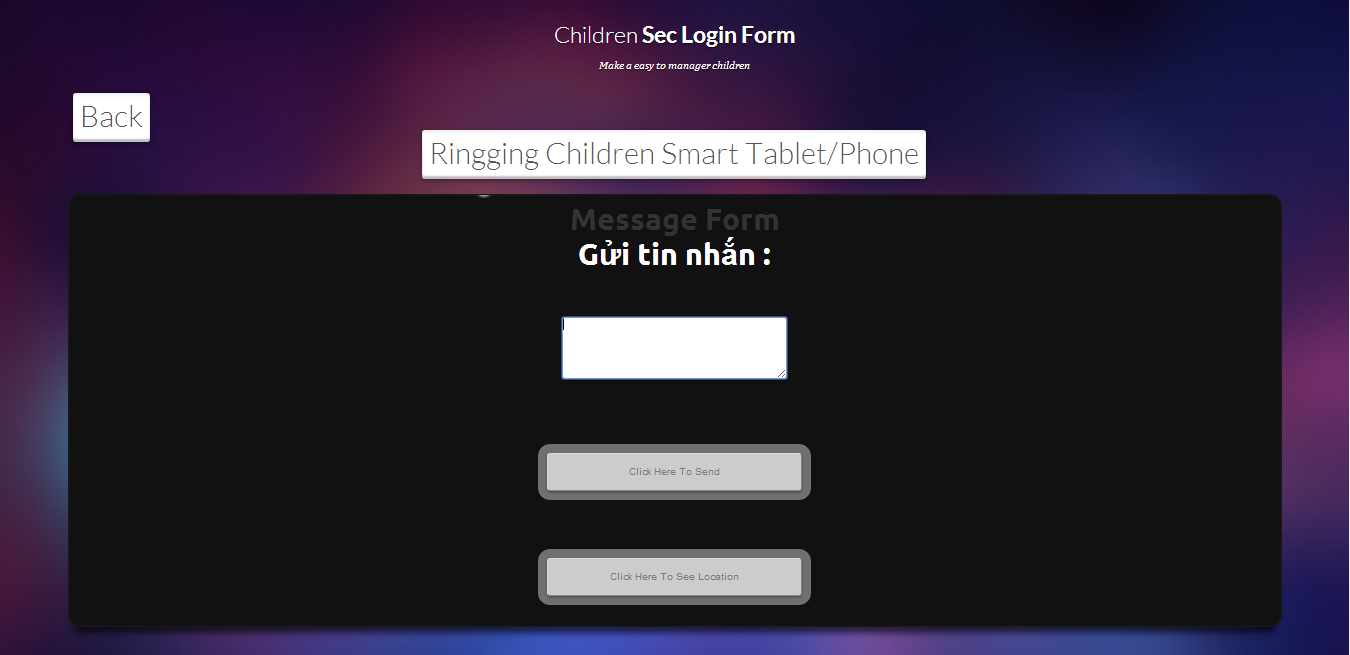 Children Sec Login Form
Make a easy to manager children
Back
Ringging Children Smart Tablet/Phone
Message Form
Gửi tin nhắn :
Click Here To Send
Click Here To See Location